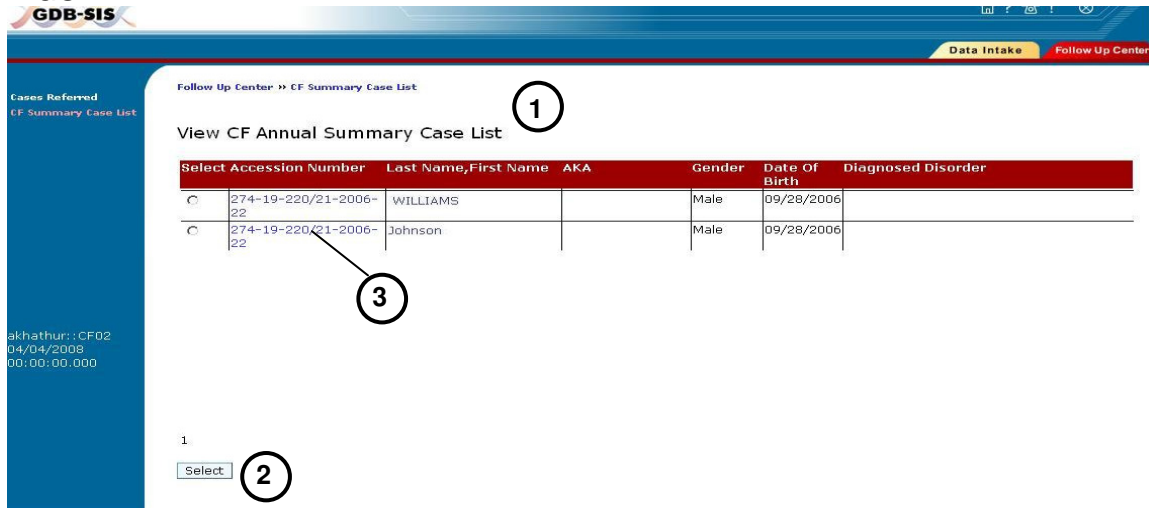 GDB-SIS
Data Intake Follow Up Center
Cases Referred
CF Summary Case List
Follow Up Center » CF Summary Case List
1
View CF Annual Summary Case List
Select Accession Number Last Name,First Name AKA Gender Date Of Birth Diagnosed Disorder
274-19-220/21-2006-22 WILLIAMS Male 09/28/2006
274-19-220/21-2006-22 Johnson Male 09/28/2006
3
akhathur::CF02
04/04/2008
00:00:00.000
1
Select
2